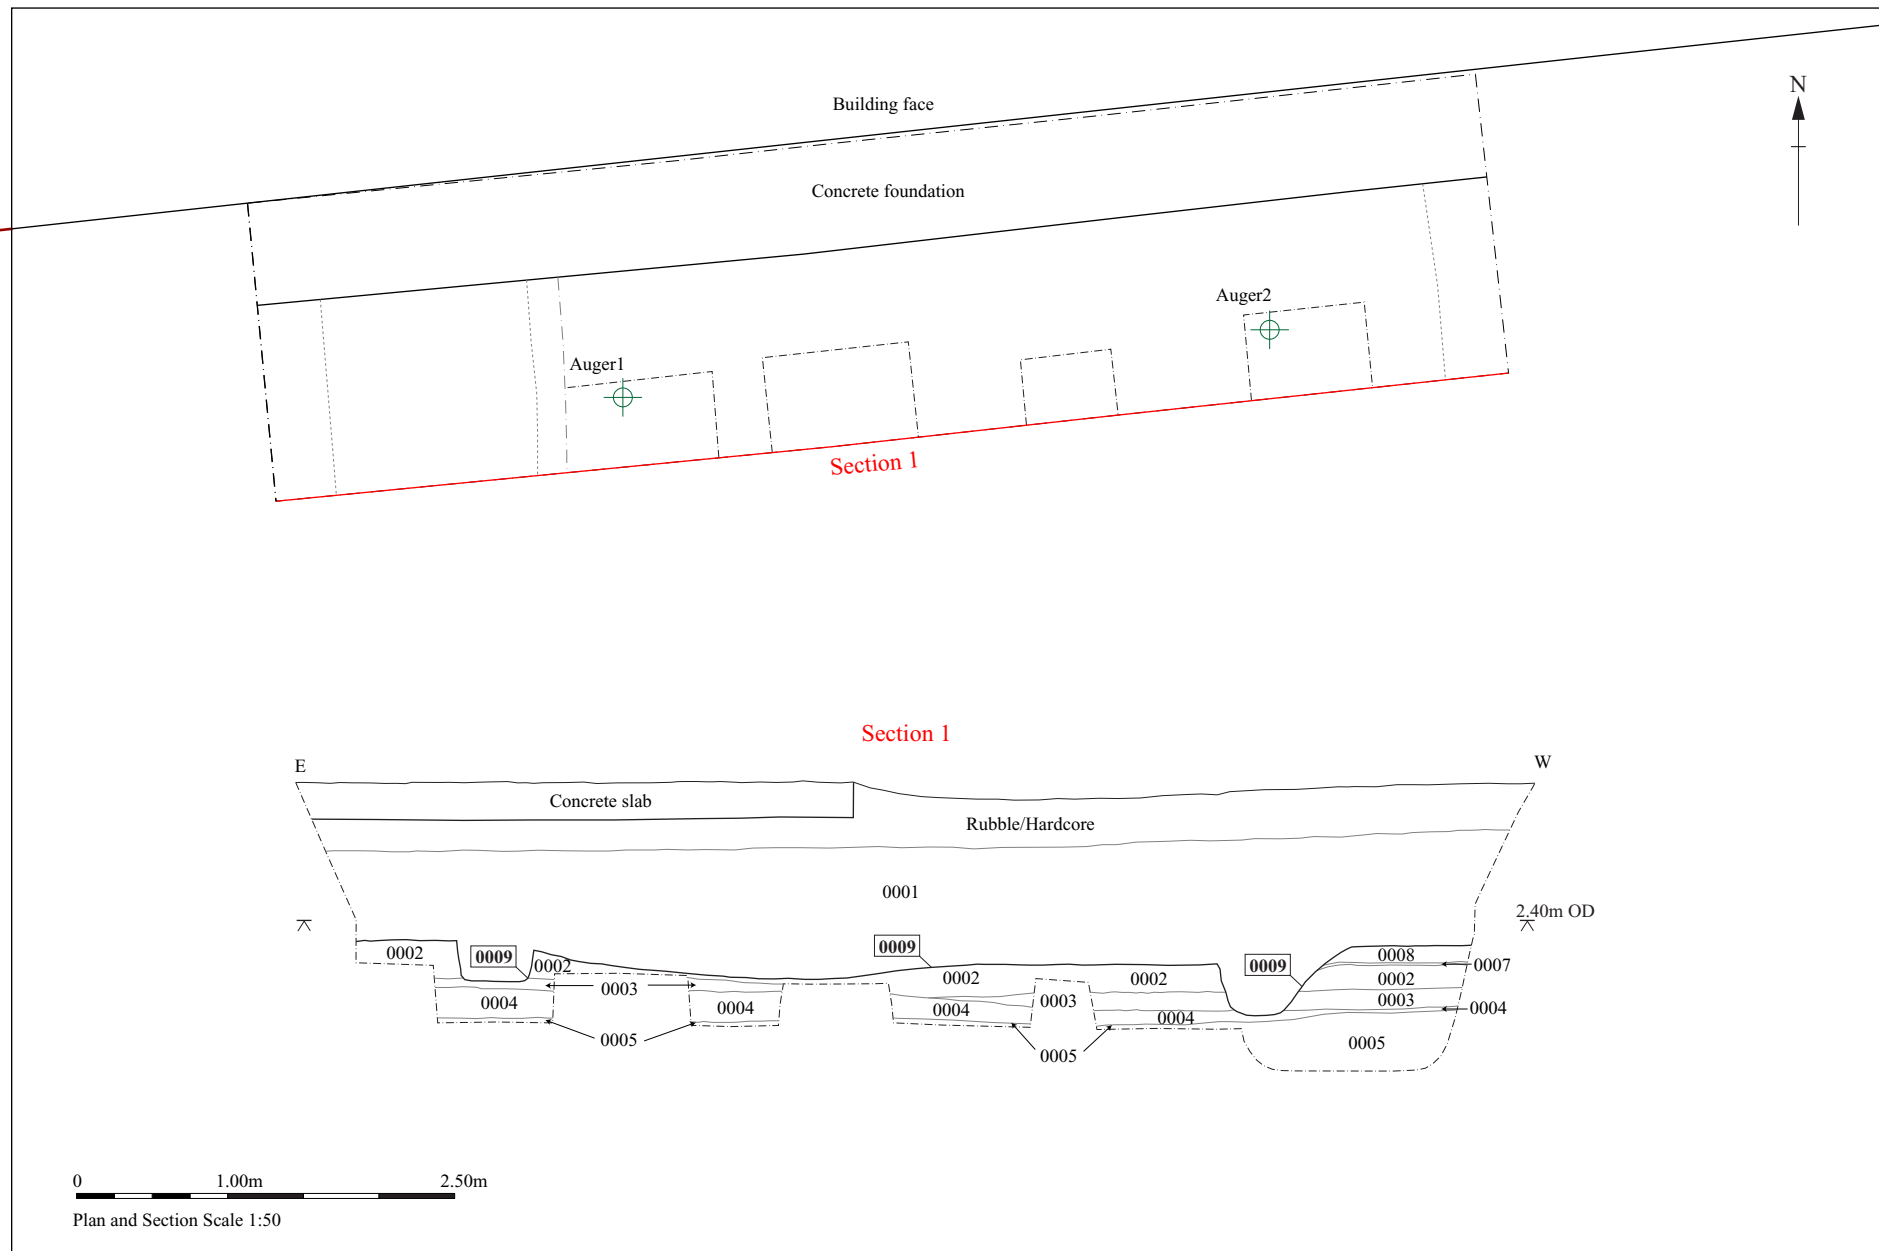 Building face
N
Concrete foundation
Auger2
Auger1
Section 1
Section 1
E
W
Concrete slab
Rubble/Hardcore
0001
2.40m OD
0002
0009
0002
0009
0002
0002
0009
0008
0007
0002
0003
0004
0003
0004
0004
0003
0004
0004
0005
0005
0005
0 1.00m 2.50m
Plan and Section Scale 1:50